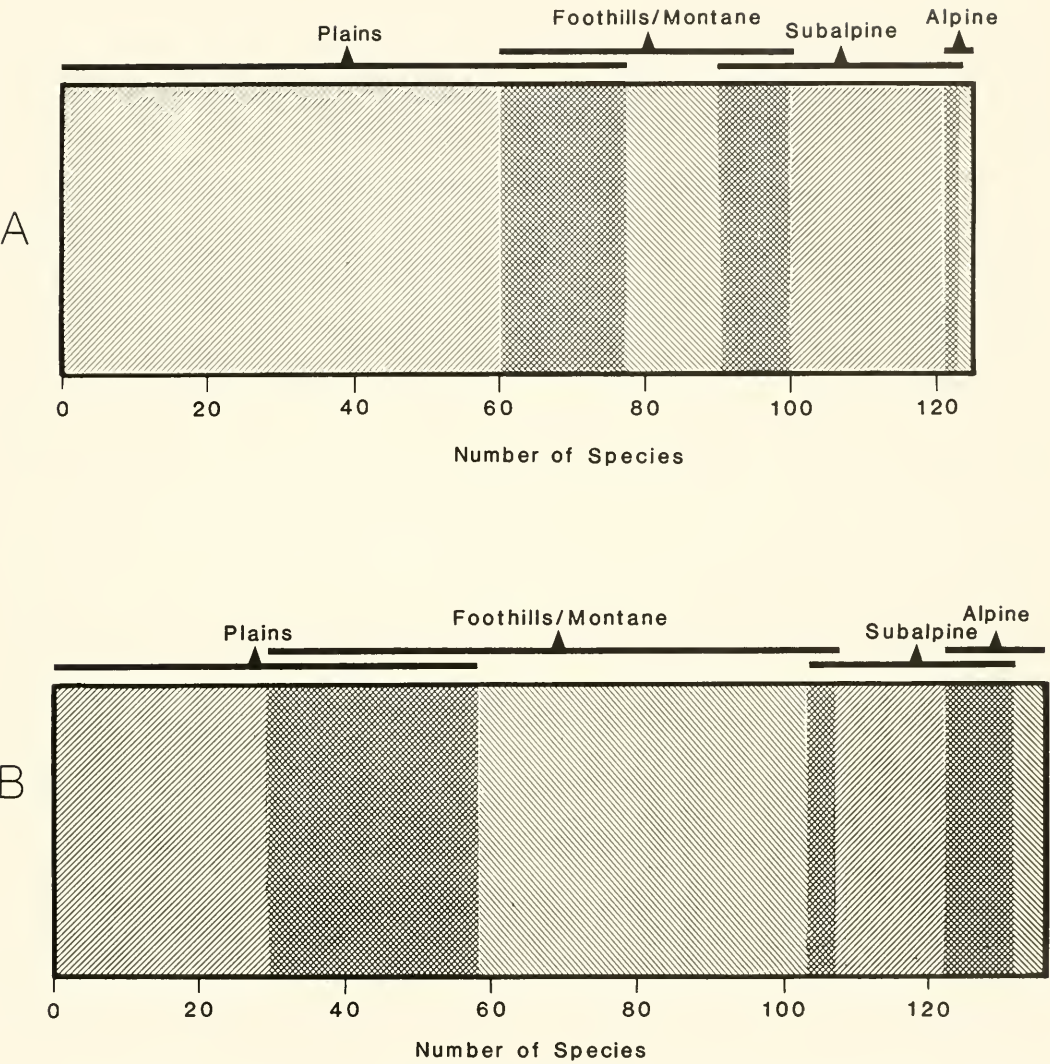 Plains Foothills/Montane Subalpine Alpine
A
0 20 40 60 80 100 120
Number of Species
Plains Foothills/Montane Subalpine Alpine
B
0 20 40 60 80 100 120
Number of Species